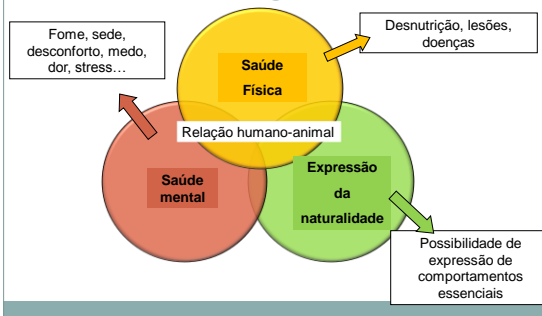 Fome, sede,
desconforto, medo,
dor, stress…
Desnutrição, lesões,
doenças
Saúde
Física
Relação humano-animal
Saúde
mental
Expressão
da
naturalidade
Possibilidade de
expressão de
comportamentos
essenciais